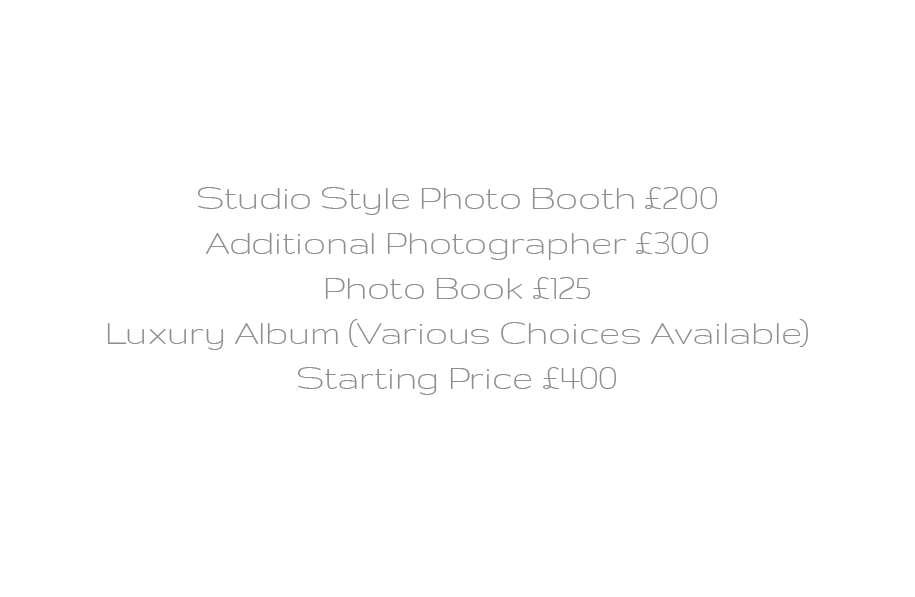 Studio Style Photo Booth £200
Additional Photographer £300
Photo Book £125
Luxury Album (Various Choices Available)
Starting Price £400